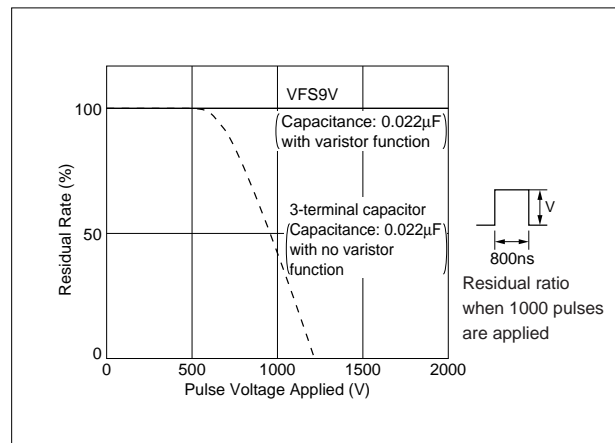 Residual Rate (%)
100
50
0
VFS9V
Capacitance: 0.022μF
with varistor function
3-terminal capacitor
Capacitance: 0.022μF
with no varistor
function
0
500
1000
1500
2000
Pulse Voltage Applied (V)
V
800ns
Residual ratio
when 1000 pulses
are applied